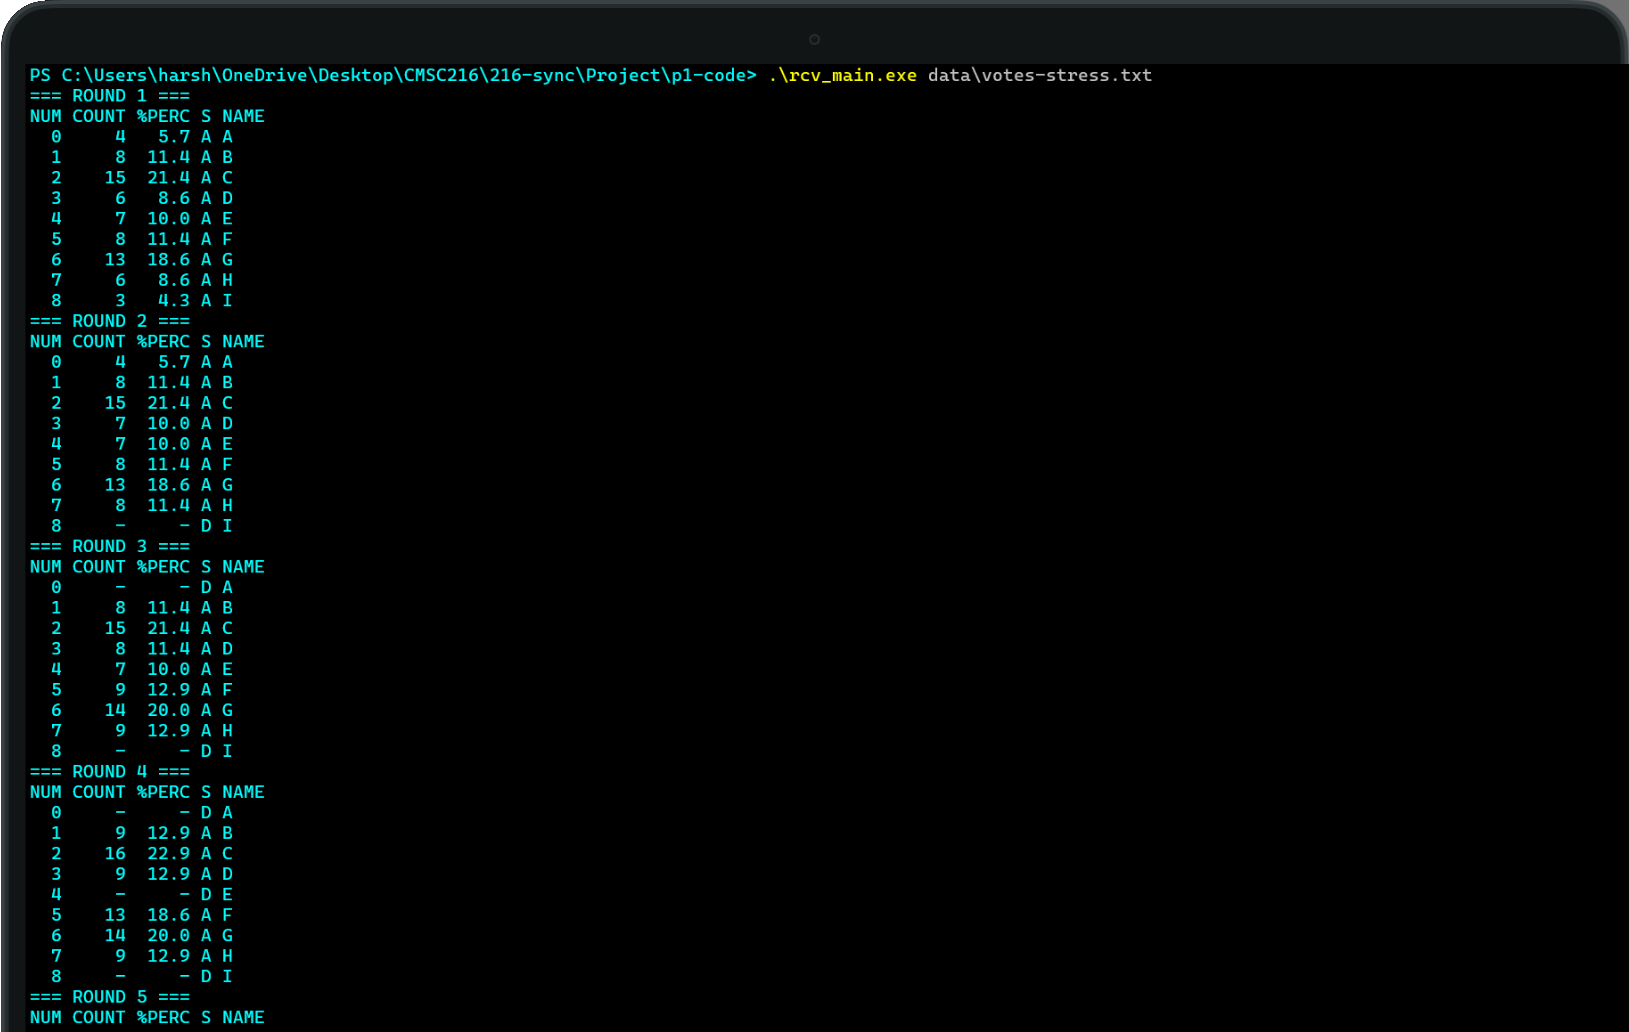 PS C:\Users\harsh\OneDrive\Desktop\CMSC216\216-sync\Project\p1-code> .\rcv_main.exe data\votes-stress.txt
=== ROUND 1 ===
NUM COUNT %PERC S NAME
  0     4   5.7 A A
  1     8  11.4 A B
  2    15  21.4 A C
  3     6   8.6 A D
  4     7  10.0 A E
  5     8  11.4 A F
  6    13  18.6 A G
  7     6   8.6 A H
  8     3   4.3 A I
=== ROUND 2 ===
NUM COUNT %PERC S NAME
  0     4   5.7 A A
  1     8  11.4 A B
  2    15  21.4 A C
  3     7  10.0 A D
  4     7  10.0 A E
  5     8  11.4 A F
  6    13  18.6 A G
  7     8  11.4 A H
  8     -     - D I
=== ROUND 3 ===
NUM COUNT %PERC S NAME
  0     -     - D A
  1     8  11.4 A B
  2    15  21.4 A C
  3     8  11.4 A D
  4     7  10.0 A E
  5     9  12.9 A F
  6    14  20.0 A G
  7     9  12.9 A H
  8     -     - D I
=== ROUND 4 ===
NUM COUNT %PERC S NAME
  0     -     - D A
  1     9  12.9 A B
  2    16  22.9 A C
  3     9  12.9 A D
  4     -     - D E
  5    13  18.6 A F
  6    14  20.0 A G
  7     9  12.9 A H
  8     -     - D I
=== ROUND 5 ===
NUM COUNT %PERC S NAME